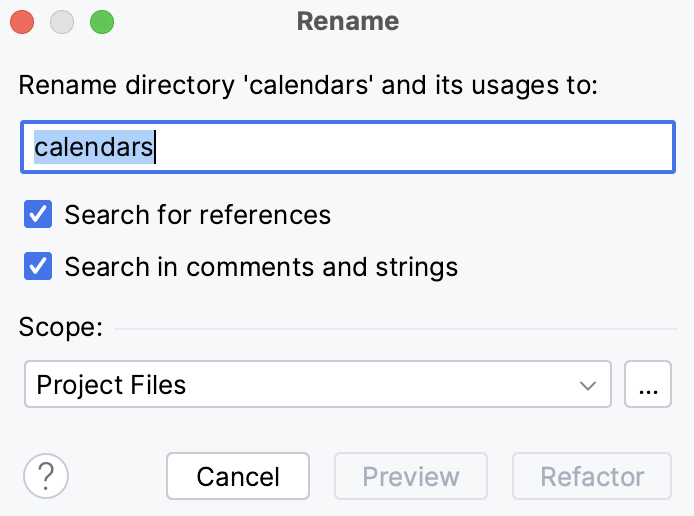 Rename
Rename directory 'calendars' and its usages to:
calendars
Search for references
Search in comments and strings
Scope:
Project Files
...
?
Cancel
Preview
Refactor